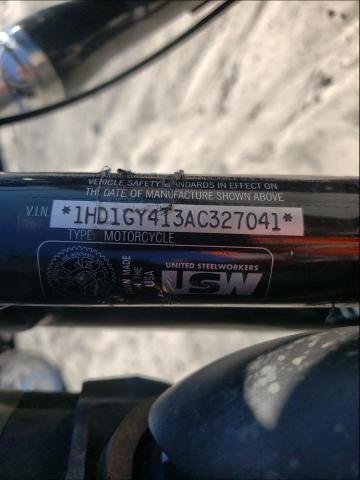 VEHICLE SAFETY STANDARDS IN EFFECT ON
THE DATE OF MANUFACTURE SHOWN ABOVE
V.I.N. *1HD1GY413AC327041*
TYPE: MOTORCYCLE
MADE
IN THE
USA
UNITED STEELWORKERS
USW